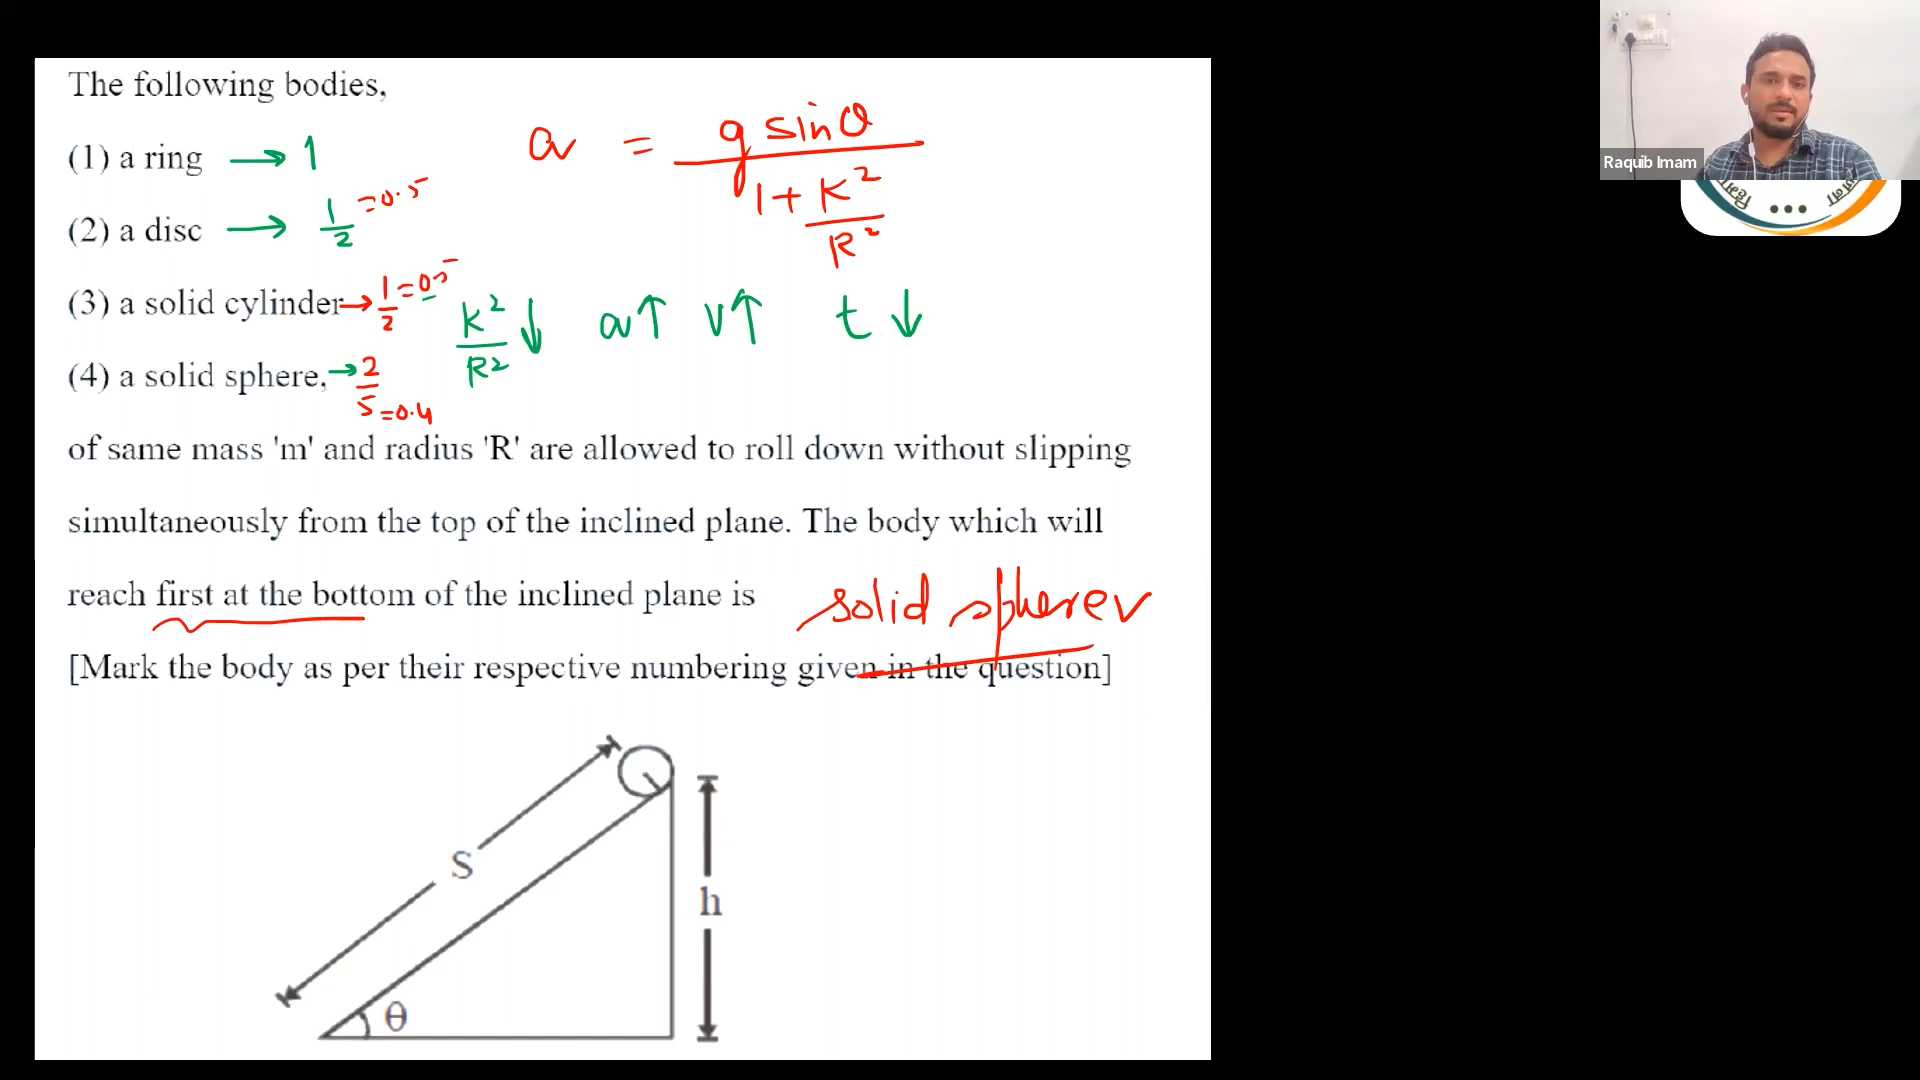 The following bodies,
(1) a ring → 1
(2) a disc → 1/2 =0.5
(3) a solid cylinder → 1/2 =0.5
(4) a solid sphere, → 2/5 =0.4
a = g sinθ / 1+K²/R²
K²/R² ↓ a↑ v↑ t ↓
of same mass 'm' and radius 'R' are allowed to roll down without slipping
simultaneously from the top of the inclined plane. The body which will
reach first at the bottom of the inclined plane is solid sphere
[Mark the body as per their respective numbering given in the question]
S
h
θ
Raquib Imam